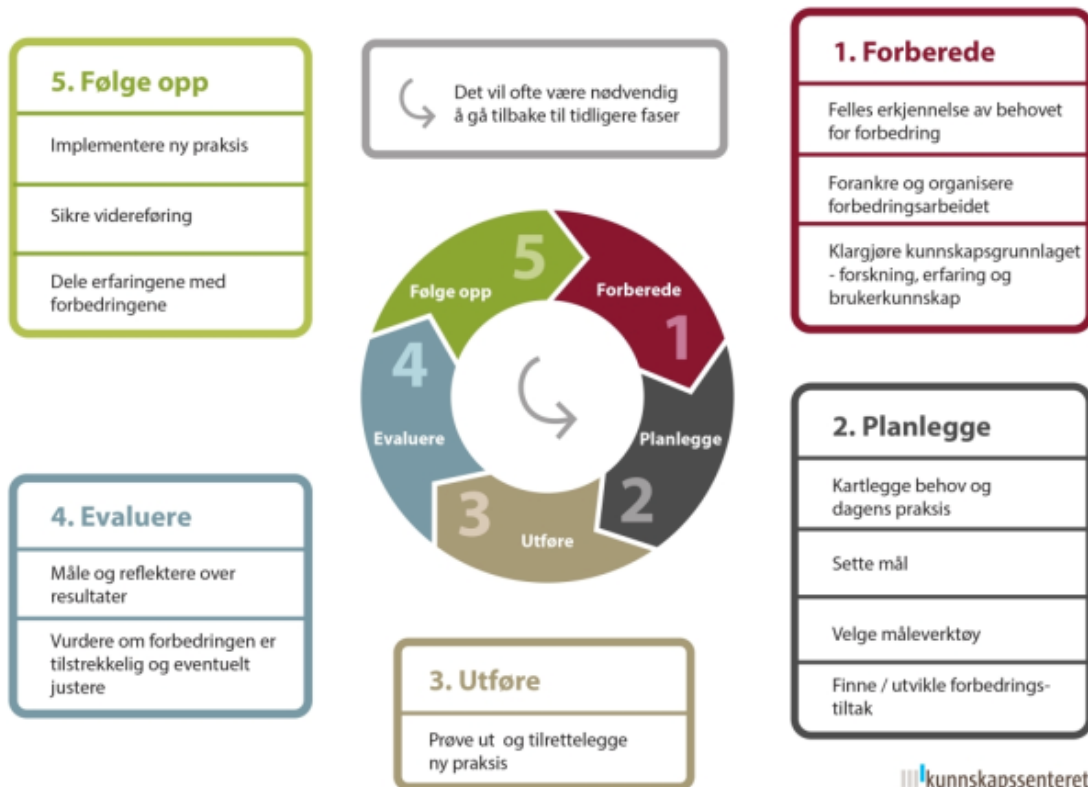 5. Følge opp
Implementere ny praksis
Sikre videreføring
Dele erfaringene med
forbedringene
Det vil ofte være nødvendig
å gå tilbake til tidligere faser
1. Forberede
Felles erkjennelse av behovet
for forbedring
Forankre og organisere
forbedringsarbeidet
Klargjøre kunnskapsgrunnlaget
- forskning, erfaring og
brukerkunnskap
5
Følge opp
Forberede
1
4
Evaluere
Planlegge
2
3
Utføre
2. Planlegge
Kartlegge behov og
dagens praksis
Sette mål
Velge måleverktøy
Finne / utvikle forbedrings-
tiltak
4. Evaluere
Måle og reflektere over
resultater
Vurdere om forbedringen er
tilstrekkelig og eventuelt
justere
3. Utføre
Prøve ut og tilrettelegge
ny praksis
kunnskapssenteret